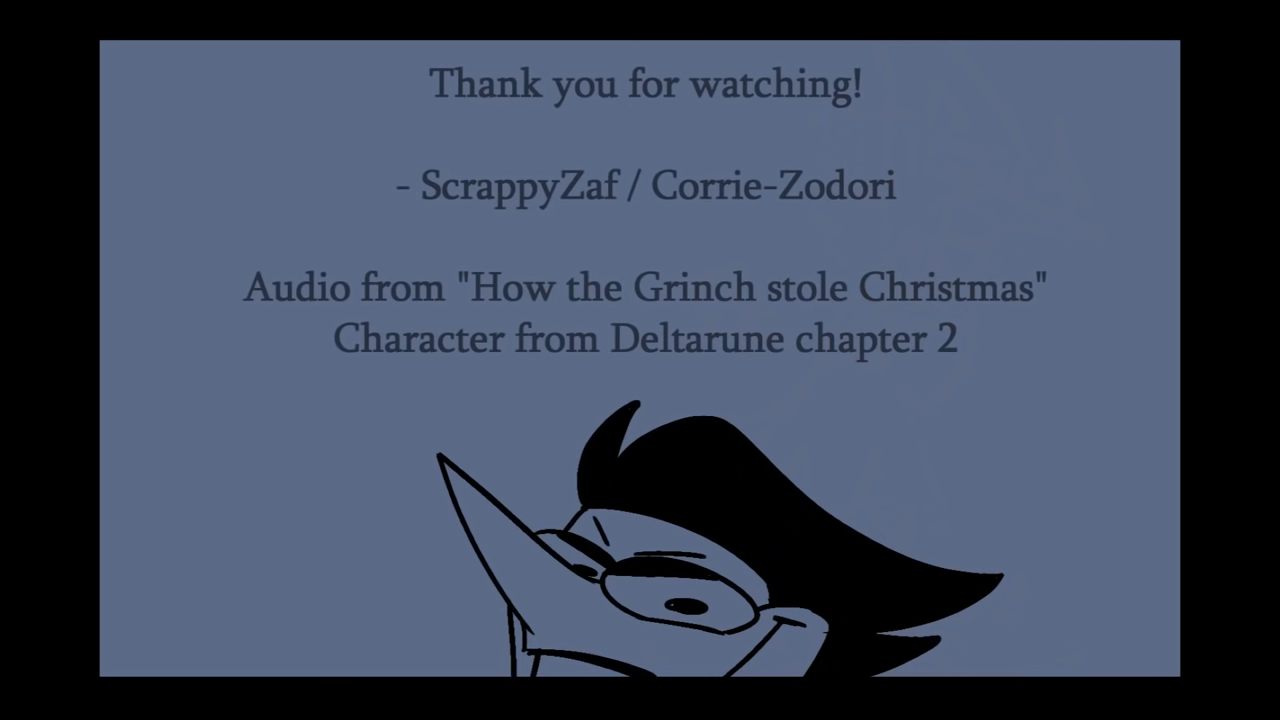 Thank you for watching!
- ScrappyZaf / Corrie-Zodori
Audio from "How the Grinch stole Christmas"
Character from Deltarune chapter 2